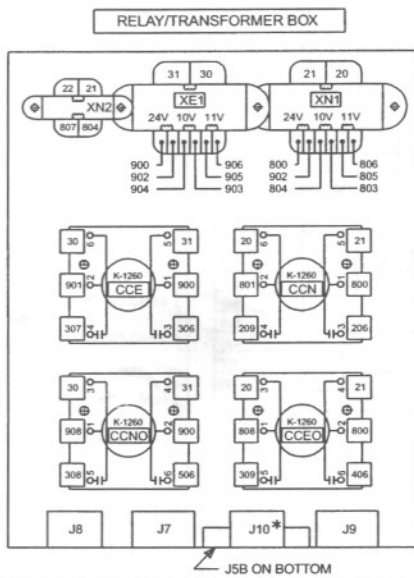 RELAY/TRANSFORMER BOX
31 30
21 20
22 21
XE1
XN1
XN2
24V 10V 11V
24V 10V 11V
807 804
900 906
800 806
902 905
902 805
904 903
804 803
30 6 5 31
20 6 5 21
K-1260
K-1260
901 2 CCE 1 900
801 2 CCN 1 800
307 4 3 306
209 4 3 206
30 3 4 31
20 3 4 21
K-1260
K-1260
908 1 CCNO 2 900
808 1 CCEO 2 800
308 5 6 506
309 5 6 406
J8 J7 J10* J9
J5B ON BOTTOM